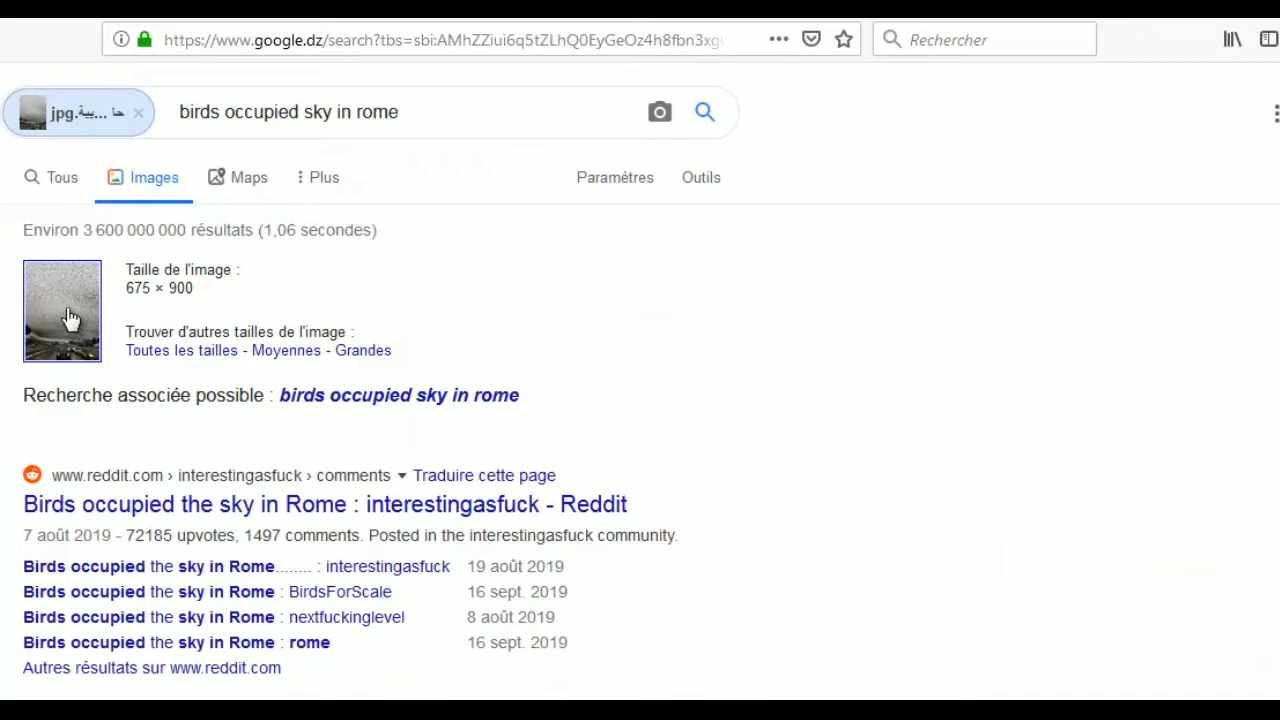 https://www.google.dz/search?tbs=sbi:AMhZZiui6q5tZLhQ0EyGeOz4h8fbn3xg
Rechercher
حا ...يبية.jpg
birds occupied sky in rome
Tous
Images
Maps
Plus
Paramètres
Outils
Environ 3 600 000 000 résultats (1,06 secondes)
Taille de l'image :
675 × 900
Trouver d'autres tailles de l'image :
Toutes les tailles - Moyennes - Grandes
Recherche associée possible : birds occupied sky in rome
www.reddit.com › interestingasfuck › comments Traduire cette page
Birds occupied the sky in Rome : interestingasfuck - Reddit
7 août 2019 - 72185 upvotes, 1497 comments. Posted in the interestingasfuck community.
Birds occupied the sky in Rome........ : interestingasfuck 19 août 2019
Birds occupied the sky in Rome : BirdsForScale 16 sept. 2019
Birds occupied the sky in Rome : nextfuckinglevel 8 août 2019
Birds occupied the sky in Rome : rome 16 sept. 2019
Autres résultats sur www.reddit.com